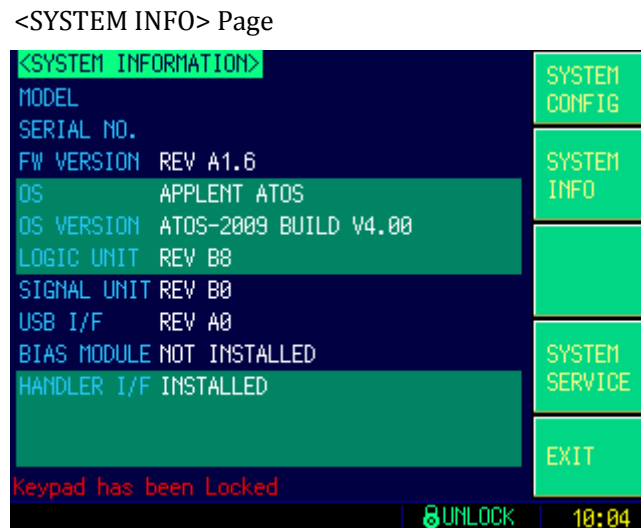 <SYSTEM INFO> Page
<SYSTEM INFORMATION>
MODEL
SERIAL NO.
FW VERSION REV A1.6
OS APPLENT ATOS
OS VERSION ATOS-2009 BUILD V4.00
LOGIC UNIT REV B8
SIGNAL UNIT REV B0
USB I/F REV A0
BIAS MODULE NOT INSTALLED
HANDLER I/F INSTALLED
Keypad has been Locked
SYSTEM
CONFIG
SYSTEM
INFO
SYSTEM
SERVICE
EXIT
UNLOCK 10:04